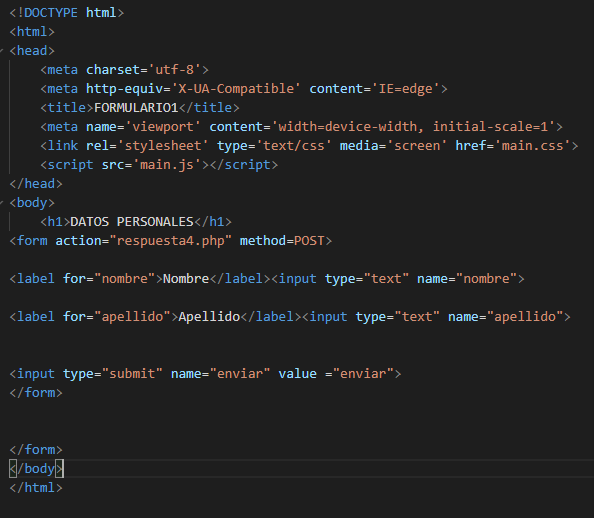 <!DOCTYPE html>
<html>
<head>
    <meta charset='utf-8'>
    <meta http-equiv='X-UA-Compatible' content='IE=edge'>
    <title>FORMULARIO1</title>
    <meta name='viewport' content='width=device-width, initial-scale=1'>
    <link rel='stylesheet' type='text/css' media='screen' href='main.css'>
    <script src='main.js'></script>
</head>
<body>
    <h1>DATOS PERSONALES</h1>
<form action="respuesta4.php" method=POST>
<label for="nombre">Nombre</label><input type="text" name="nombre">
<label for="apellido">Apellido</label><input type="text" name="apellido">
<input type="submit" name="enviar" value ="enviar">
</form>
</form>
</body>
</html>